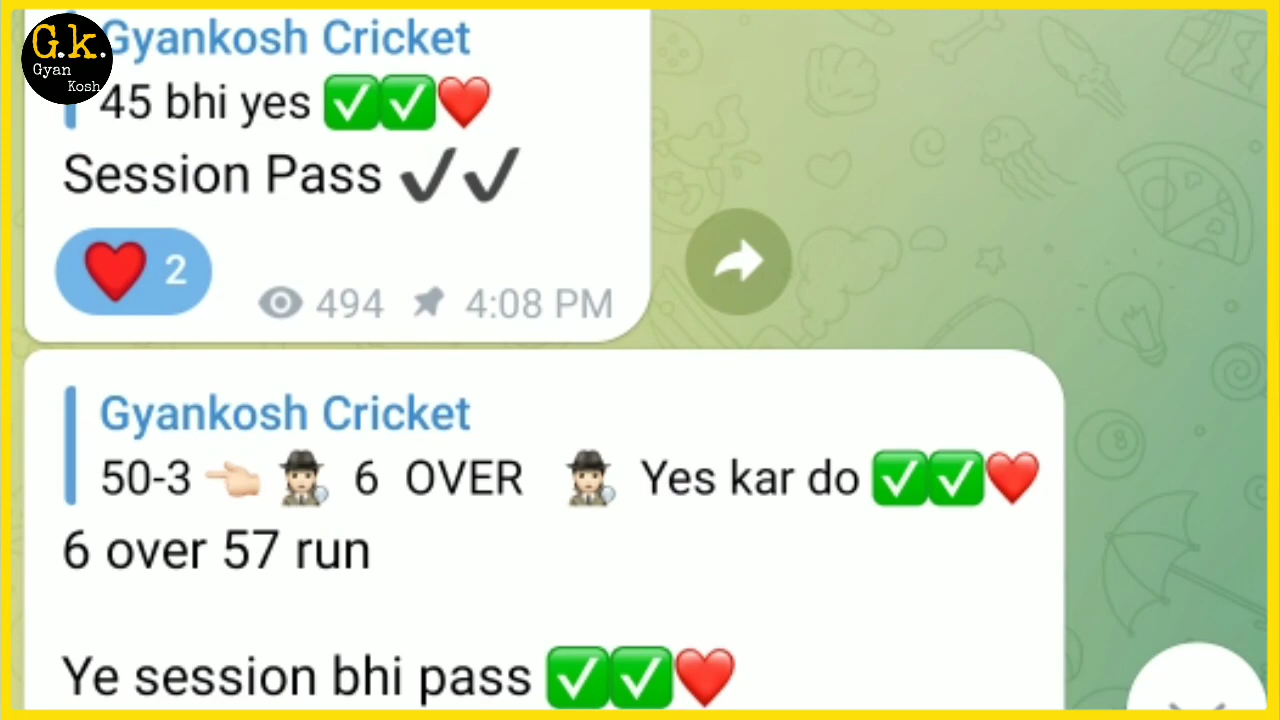 G.k.
Gyan
Kosh
Gyankosh Cricket
45 bhi yes ✅✅❤️
Session Pass ✔✔
❤️ 2
494 4:08 PM
Gyankosh Cricket
50-3 👈🏻 🕵🏻 6 OVER 🕵🏻 Yes kar do ✅✅❤️
6 over 57 run
Ye session bhi pass ✅✅❤️